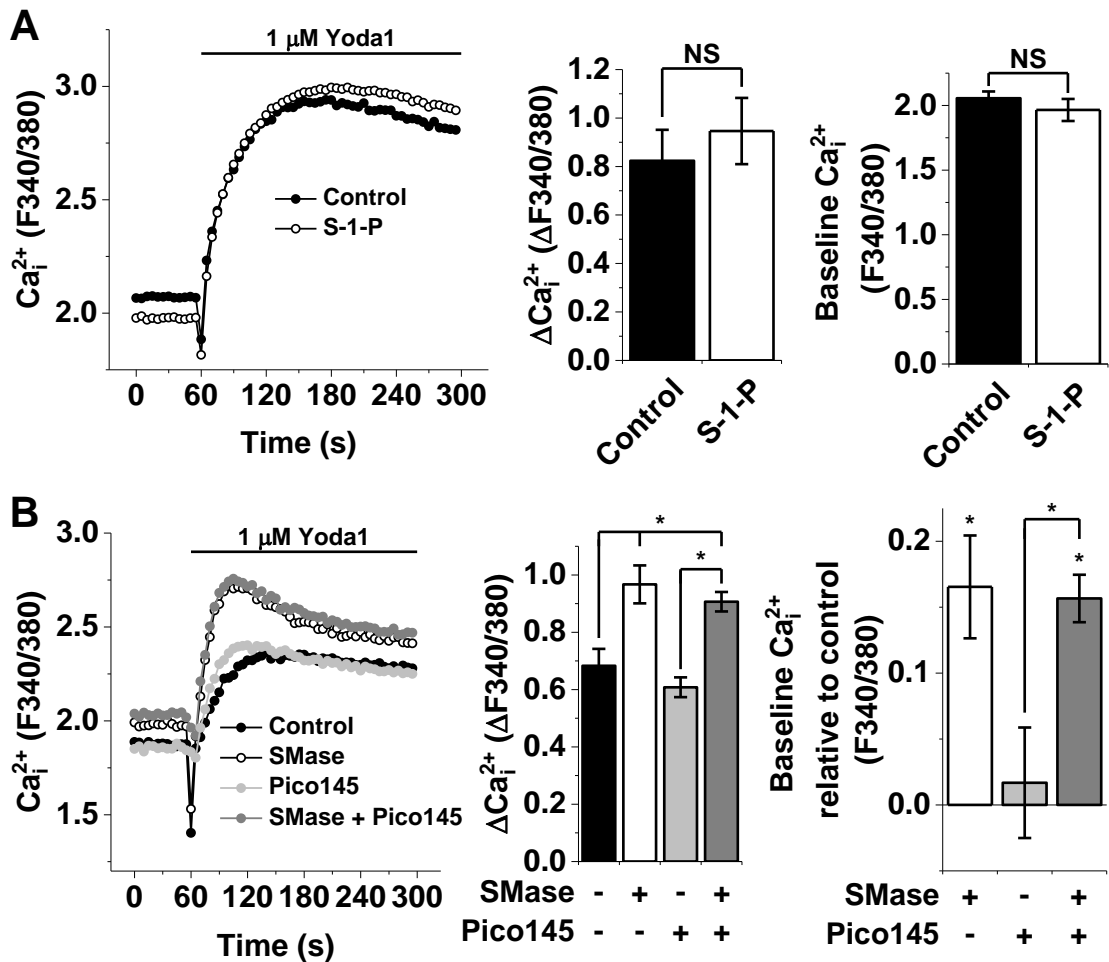 A
1 μM Yoda1
3.0
2.5
2.0
Ca2+i (F340/380)
Control
S-1-P
0 60 120 180 240 300
Time (s)
NS
1.2
1.0
0.8
0.6
0.4
0.2
0.0
ΔCa2+i (ΔF340/380)
Control
S-1-P
NS
2.0
1.5
1.0
0.5
0.0
Baseline Ca2+i
(F340/380)
Control
S-1-P
B
1 μM Yoda1
3.0
2.5
2.0
1.5
Ca2+i (F340/380)
Control
SMase
Pico145
SMase + Pico145
0 60 120 180 240 300
Time (s)
*
*
1.0
0.8
0.6
0.4
0.2
0.0
ΔCa2+i (ΔF340/380)
SMase - + - +
Pico145 - - + +
*
*
*
0.2
0.1
0.0
Baseline Ca2+i
relative to control
(F340/380)
SMase + - +
Pico145 - + +